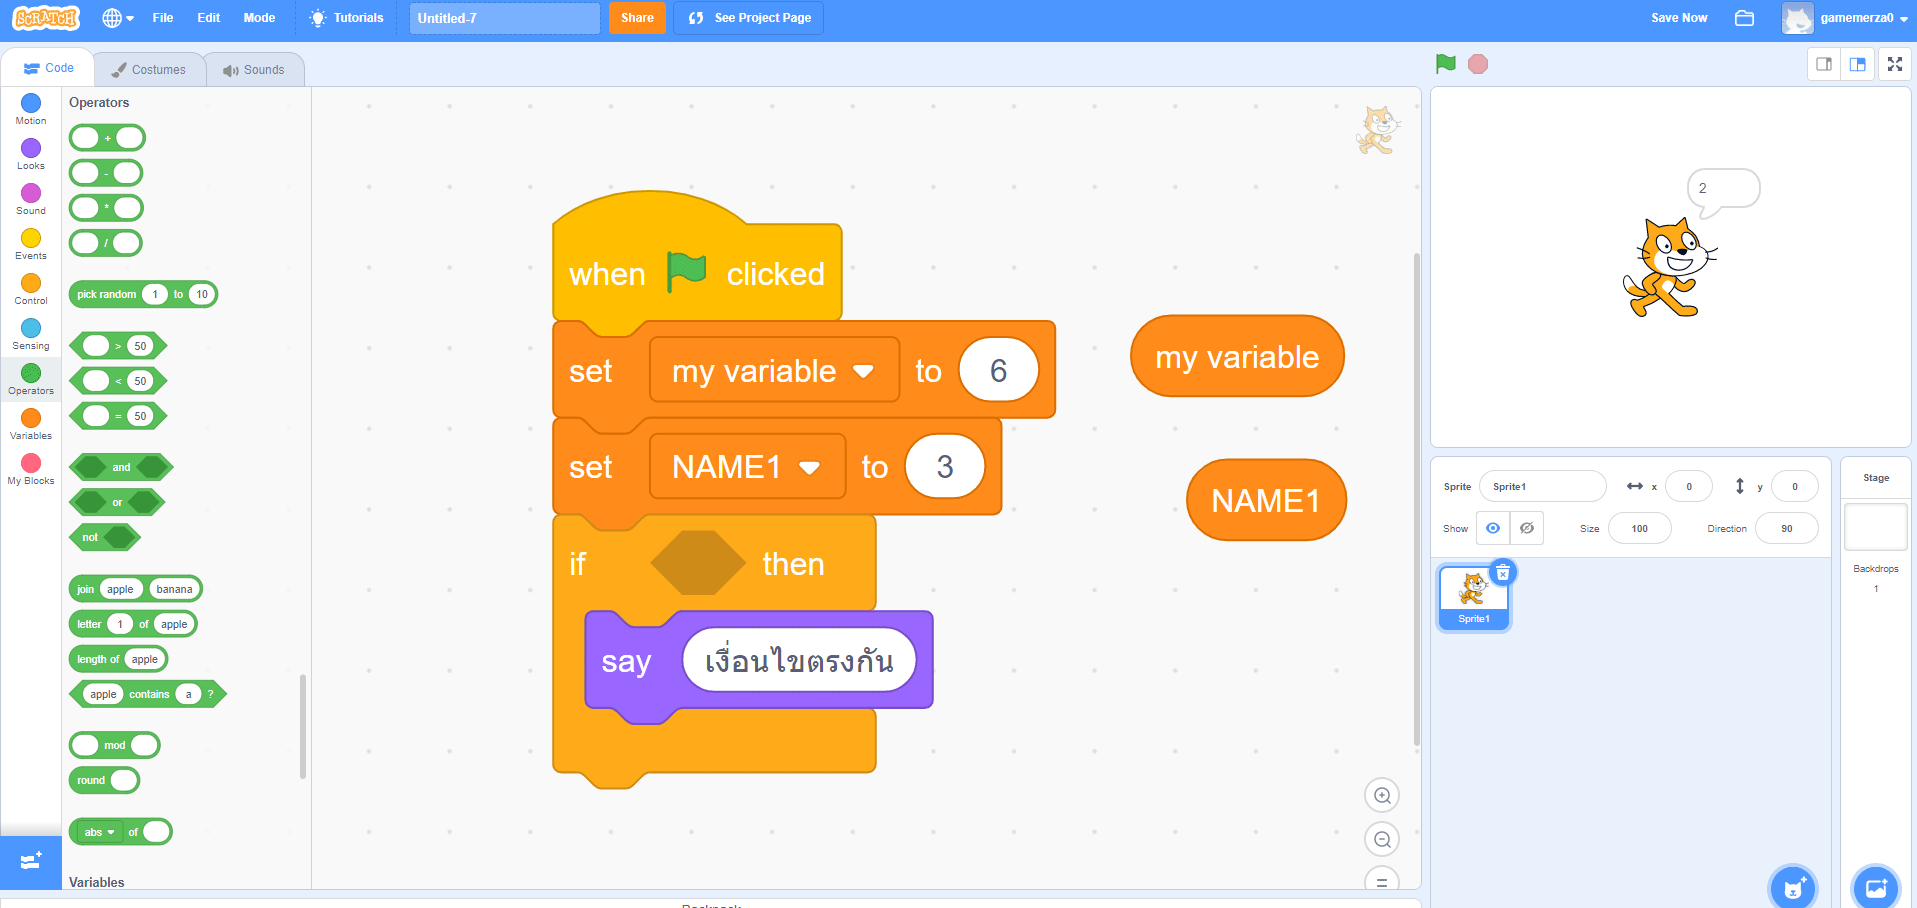 SCRATCH File Edit Mode Tutorials Untitled-7 Share See Project Page Save Now gamemerza0
Code Costumes Sounds
Motion
Looks
Sound
Events
Control
Sensing
Operators
Variables
My Blocks
Operators
+
-
*
/
pick random 1 to 10
> 50
< 50
= 50
and
or
not
join apple banana
letter 1 of apple
length of apple
apple contains a ?
mod
round
abs of
Variables
when clicked
set my variable to 6
set NAME1 to 3
if then
say เงื่อนไขตรงกัน
my variable
NAME1
2
Sprite Sprite1 x 0 y 0
Show Size 100 Direction 90
Sprite1
Stage
Backdrops
1